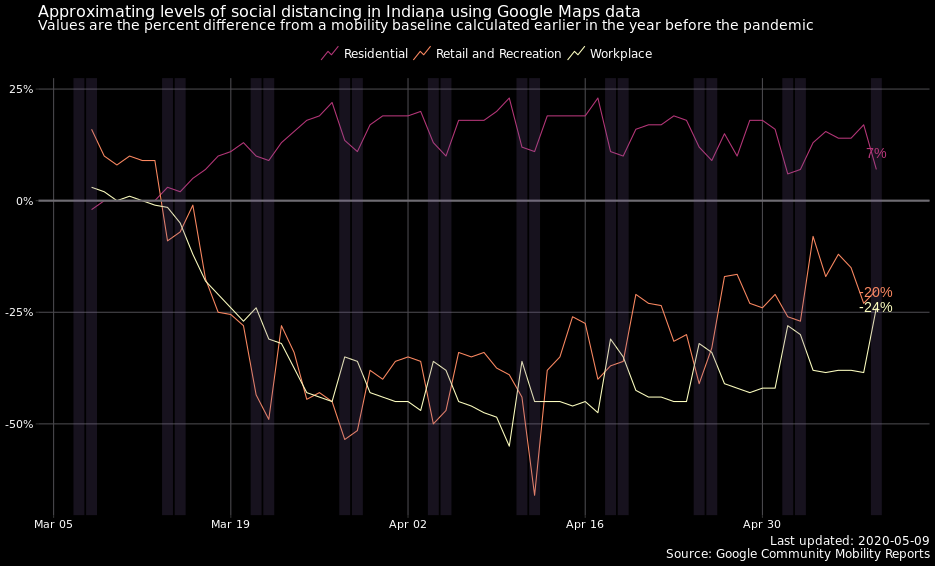 Approximating levels of social distancing in Indiana using Google Maps data
Values are the percent difference from a mobility baseline calculated earlier in the year before the pandemic
Residential Retail and Recreation Workplace
25%
0%
-25%
-50%
7%
-20%
-24%
Mar 05 Mar 19 Apr 02 Apr 16 Apr 30
Last updated: 2020-05-09
Source: Google Community Mobility Reports